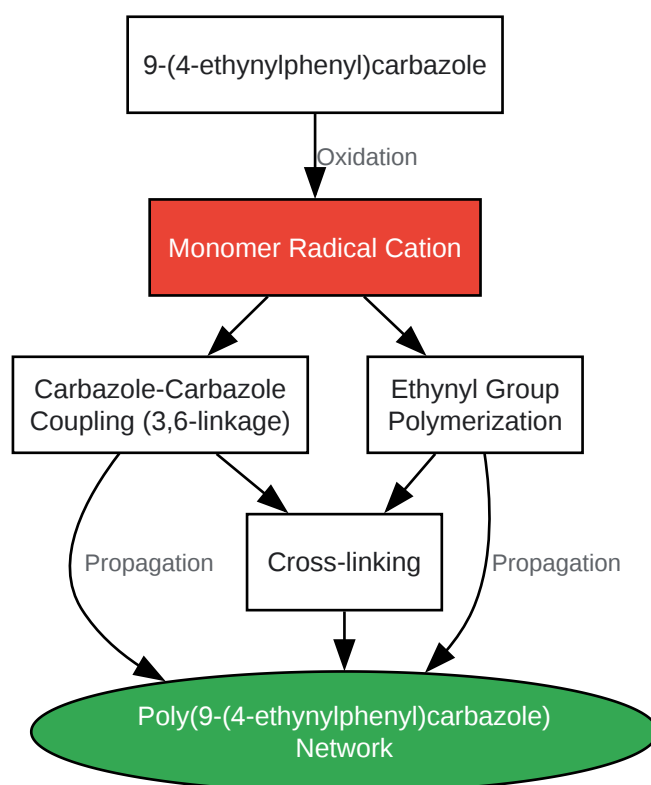 9-(4-ethynylphenyl)carbazole
Oxidation
Monomer Radical Cation
Carbazole-Carbazole
Coupling (3,6-linkage)
Ethynyl Group
Polymerization
Propagation
Cross-linking
Propagation
Poly(9-(4-ethynylphenyl)carbazole)
Network